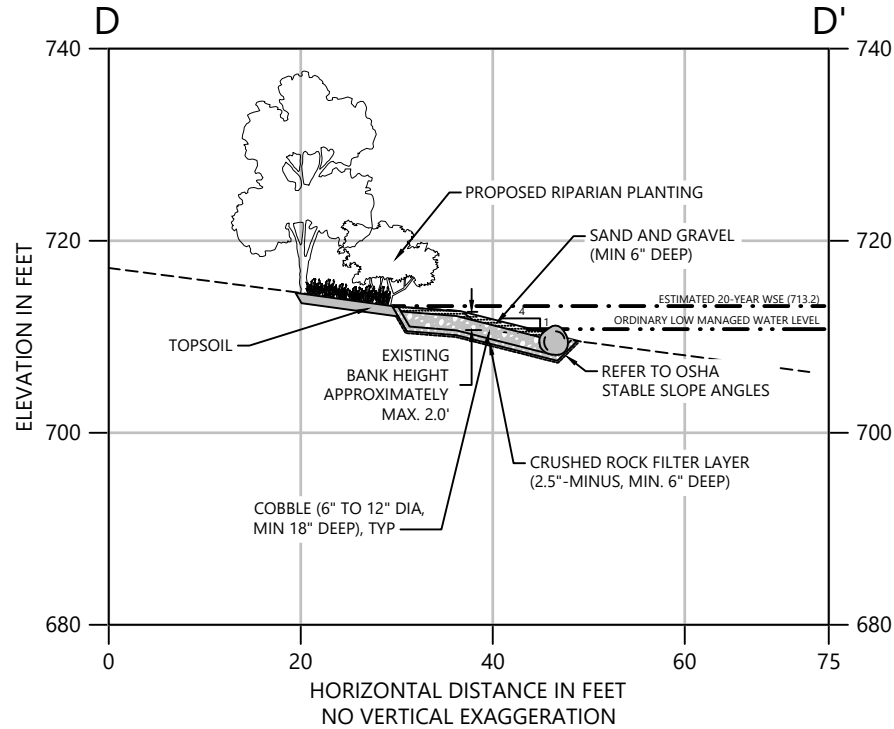 D D'
740 740
PROPOSED RIPARIAN PLANTING
720 720
SAND AND GRAVEL
(MIN 6" DEEP)
ESTIMATED 20-YEAR WSE (713.2)
4
1
ORDINARY LOW MANAGED WATER LEVEL
TOPSOIL
EXISTING
BANK HEIGHT
APPROXIMATELY
MAX. 2.0'
REFER TO OSHA
STABLE SLOPE ANGLES
700 700
CRUSHED ROCK FILTER LAYER
(2.5"-MINUS, MIN. 6" DEEP)
COBBLE (6" TO 12" DIA,
MIN 18" DEEP), TYP
680 680
ELEVATION IN FEET
0 20 40 60 75
HORIZONTAL DISTANCE IN FEET
NO VERTICAL EXAGGERATION